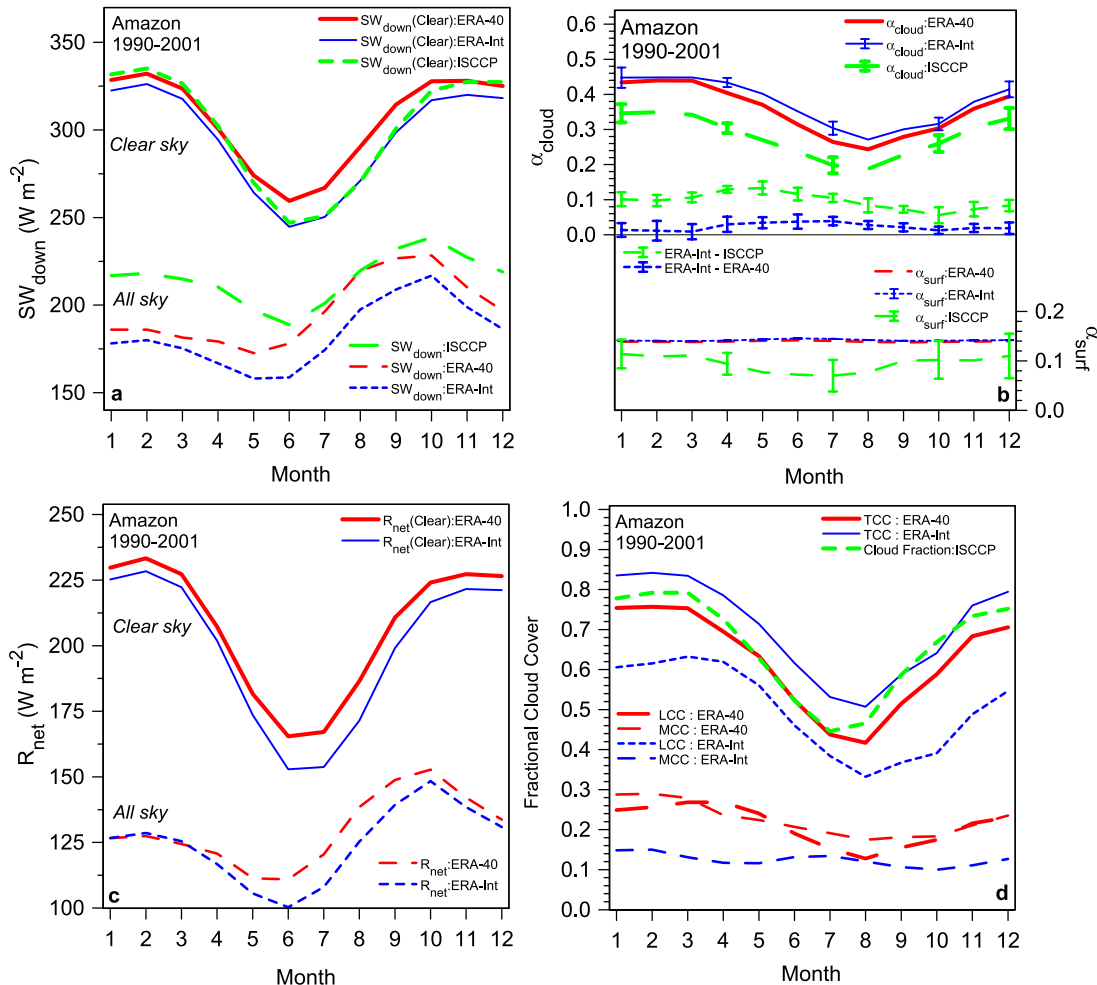 Amazon
1990-2001
SW_down(Clear):ERA-40
SW_down(Clear):ERA-Int
SW_down(Clear):ISCCP
350
300
250
200
150
SW_down (W m⁻²)
Clear sky
All sky
SW_down:ISCCP
SW_down:ERA-40
SW_down:ERA-Int
a
1 2 3 4 5 6 7 8 9 10 11 12
Month
Amazon
1990-2001
α_cloud:ERA-40
α_cloud:ERA-Int
α_cloud:ISCCP
0.6
0.5
0.4
0.3
0.2
0.1
0.0
α_cloud
ERA-Int - ISCCP
ERA-Int - ERA-40
α_surf:ERA-40
α_surf:ERA-Int
α_surf:ISCCP
0.2
0.1
0.0
α_surf
b
1 2 3 4 5 6 7 8 9 10 11 12
Month
Amazon
1990-2001
R_net(Clear):ERA-40
R_net(Clear):ERA-Int
250
225
200
175
150
125
100
R_net (W m⁻²)
Clear sky
All sky
R_net:ERA-40
R_net:ERA-Int
c
1 2 3 4 5 6 7 8 9 10 11 12
Month
Amazon
1990-2001
TCC : ERA-40
TCC : ERA-Int
Cloud Fraction:ISCCP
1.0
0.9
0.8
0.7
0.6
0.5
0.4
0.3
0.2
0.1
0.0
Fractional Cloud Cover
LCC : ERA-40
MCC : ERA-40
LCC : ERA-Int
MCC : ERA-Int
d
1 2 3 4 5 6 7 8 9 10 11 12
Month